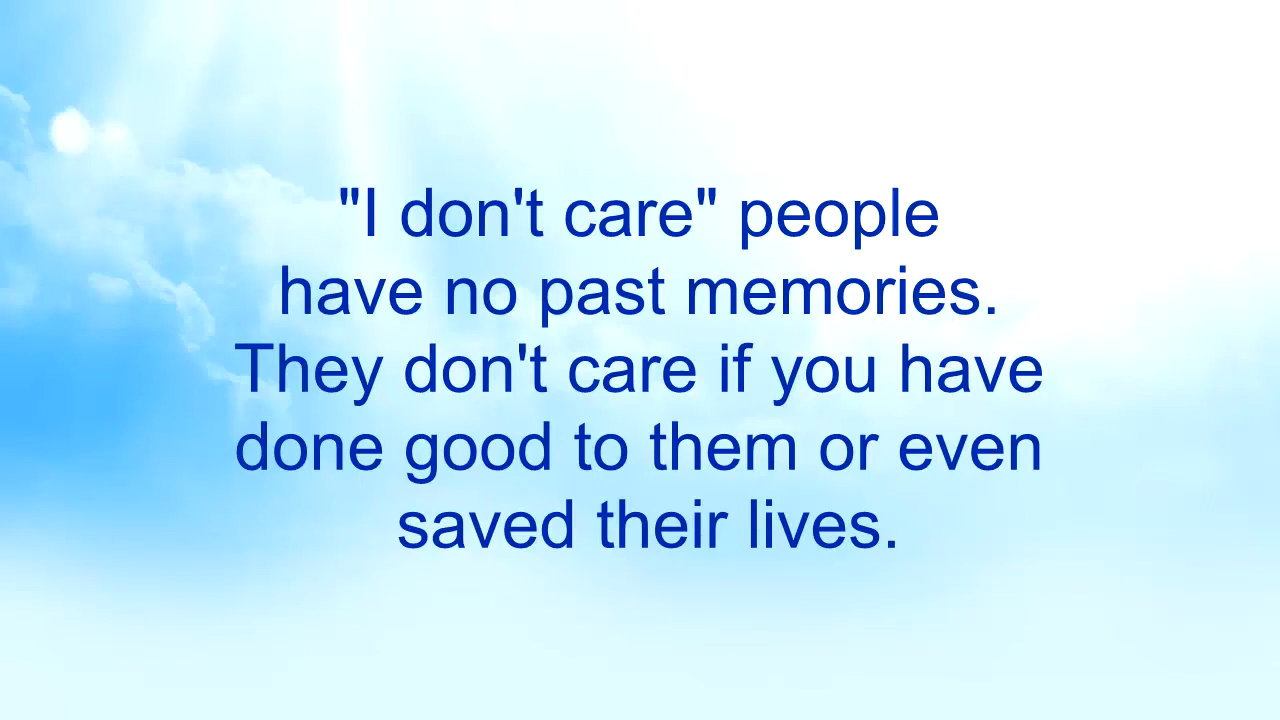 "I don't care" people
have no past memories.
They don't care if you have
done good to them or even
saved their lives.